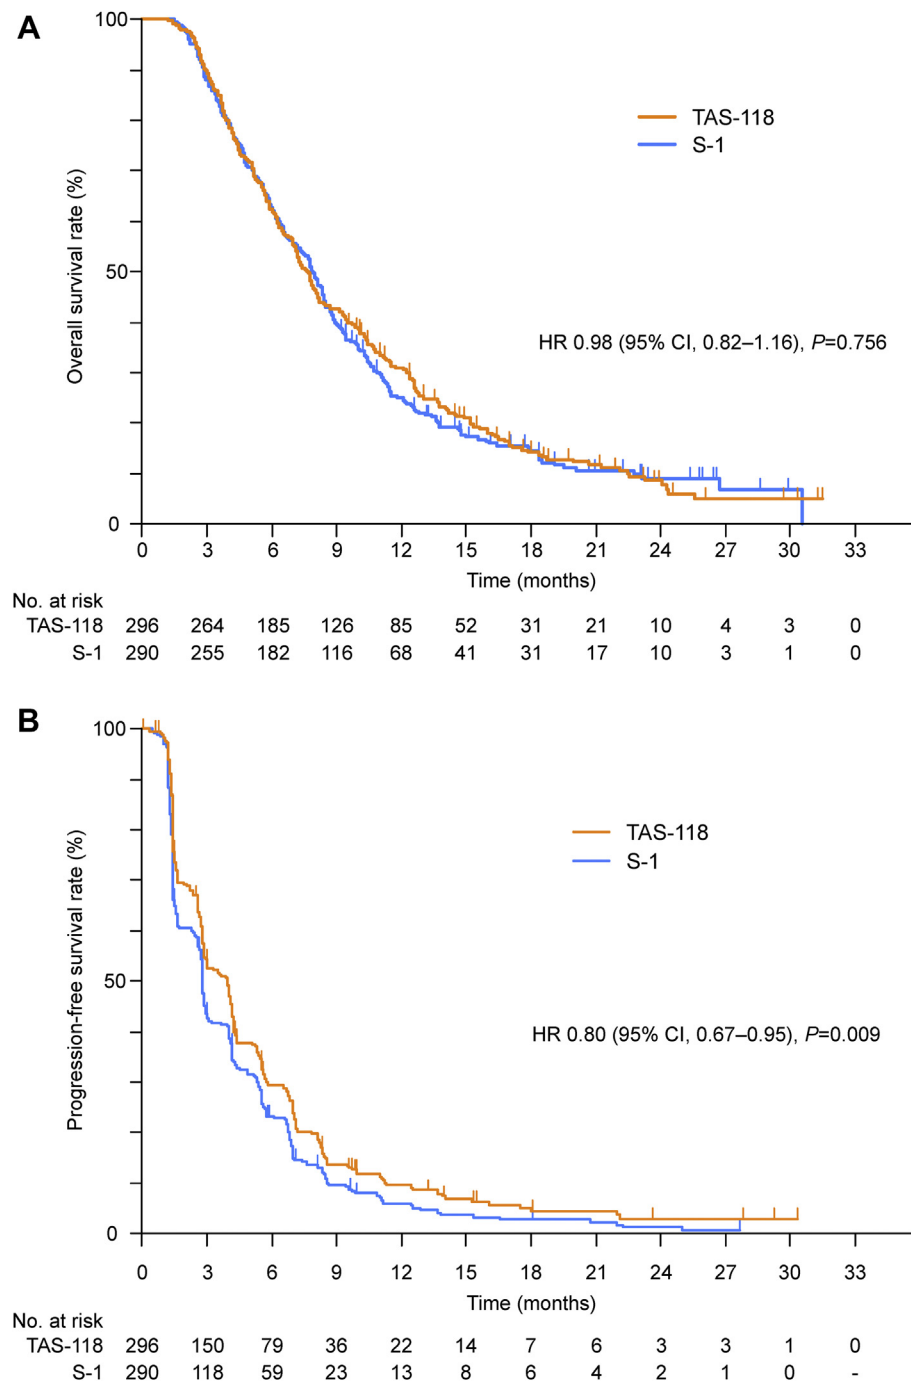 A
100
TAS-118
S-1
Overall survival rate (%)
50
HR 0.98 (95% CI, 0.82–1.16), P=0.756
0
0 3 6 9 12 15 18 21 24 27 30 33
Time (months)
No. at risk
TAS-118 296 264 185 126 85 52 31 21 10 4 3 0
S-1 290 255 182 116 68 41 31 17 10 3 1 0
B
100
TAS-118
S-1
Progression-free survival rate (%)
50
HR 0.80 (95% CI, 0.67–0.95), P=0.009
0
0 3 6 9 12 15 18 21 24 27 30 33
Time (months)
No. at risk
TAS-118 296 150 79 36 22 14 7 6 3 3 1 0
S-1 290 118 59 23 13 8 6 4 2 1 0 -